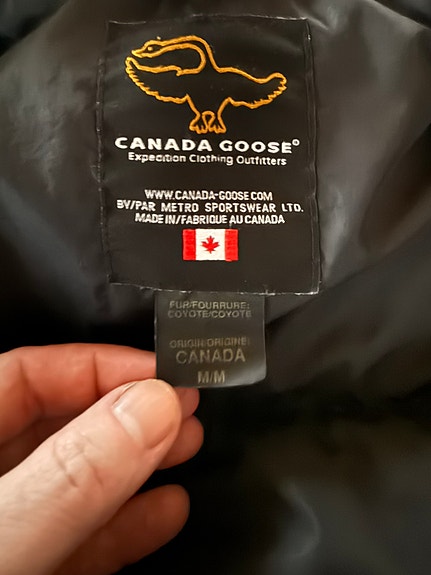 CANADA GOOSE®
Expedition Clothing Outfitters
WWW.CANADA-GOOSE.COM
BY/PAR METRO SPORTSWEAR LTD.
MADE IN/FABRIQUE AU CANADA
FUR/FOURRURE:
COYOTE/COYOTE
ORIGIN/ORIGINE:
CANADA
M/M